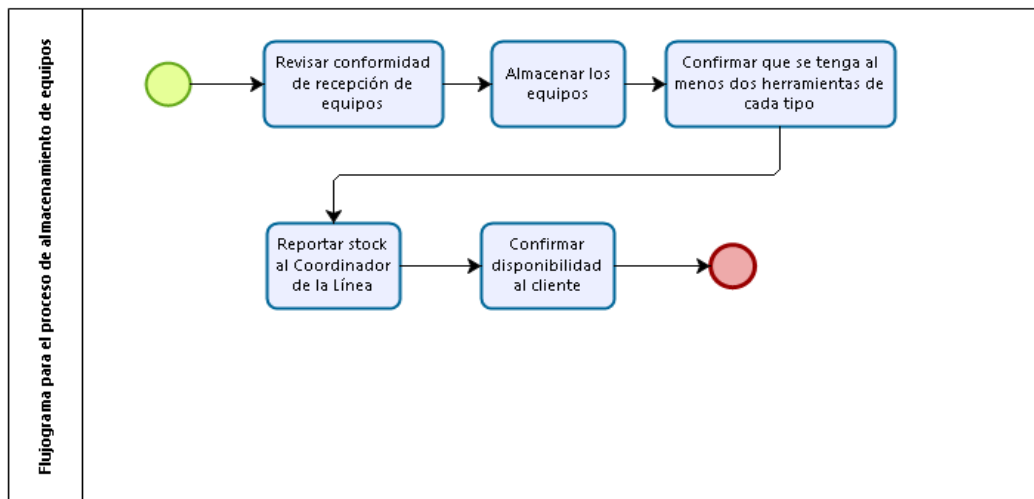 Flujograma para el proceso de almacenamiento de equipos
Revisar conformidad
de recepción de
equipos
Almacenar los
equipos
Confirmar que se tenga al
menos dos herramientas de
cada tipo
Reportar stock
al Coordinador
de la Línea
Confirmar
disponibilidad
al cliente